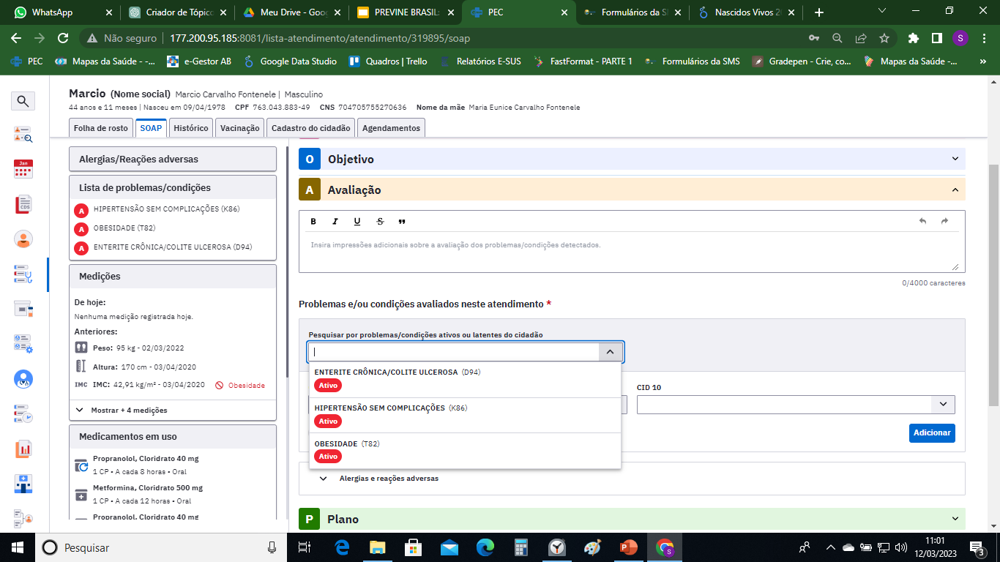 WhatsApp
Criador de Tópico
Meu Drive - Goog
PREVINE BRASIL:
PEC
Formulários da SM
Nascidos Vivos 20
Não seguro
177.200.95.185:8081/lista-atendimento/atendimento/319895/soap
S
PEC
Mapas da Saúde - -...
e-Gestor AB
Google Data Studio
Quadros | Trello
Relatórios E-SUS
FastFormat - PARTE 1
Formulários da SMS
Gradepen - Crie, co...
Mapas da Saúde -...
»
Marcio (Nome social) Marcio Carvalho Fontenele | Masculino
44 anos e 11 meses | Nasceu em 09/04/1978 CPF 763.043.883-49 CNS 704705755270636 Nome da mãe Maria Eunice Carvalho Fontenele
Folha de rosto
SOAP
Histórico
Vacinação
Cadastro do cidadão
Agendamentos
Jan
CDS
Alergias/Reações adversas
Lista de problemas/condições
A HIPERTENSÃO SEM COMPLICAÇÕES (K86)
A OBESIDADE (T82)
A ENTERITE CRÔNICA/COLITE ULCEROSA (D94)
Medições
De hoje:
Nenhuma medição registrada hoje.
Anteriores:
Peso: 95 kg - 02/03/2022
Altura: 170 cm - 03/04/2020
IMC IMC: 42,91 kg/m² - 03/04/2020 Obesidade
Mostrar + 4 medições
Medicamentos em uso
Propranolol, Cloridrato 40 mg
1 CP • A cada 8 horas • Oral
Metformina, Cloridrato 500 mg
1 CP • A cada 12 horas • Oral
Propranolol, Cloridrato 40 mg
O Objetivo
A Avaliação
B I U S
Insira impressões adicionais sobre a avaliação dos problemas/condições detectados.
0/4000 caracteres
Problemas e/ou condições avaliados neste atendimento *
Pesquisar por problemas/condições ativos ou latentes do cidadão
ENTERITE CRÔNICA/COLITE ULCEROSA (D94)
Ativo
HIPERTENSÃO SEM COMPLICAÇÕES (K86)
Ativo
OBESIDADE (T82)
Ativo
CID 10
Adicionar
Alergias e reações adversas
P Plano
Pesquisar
11:01
12/03/2023
3